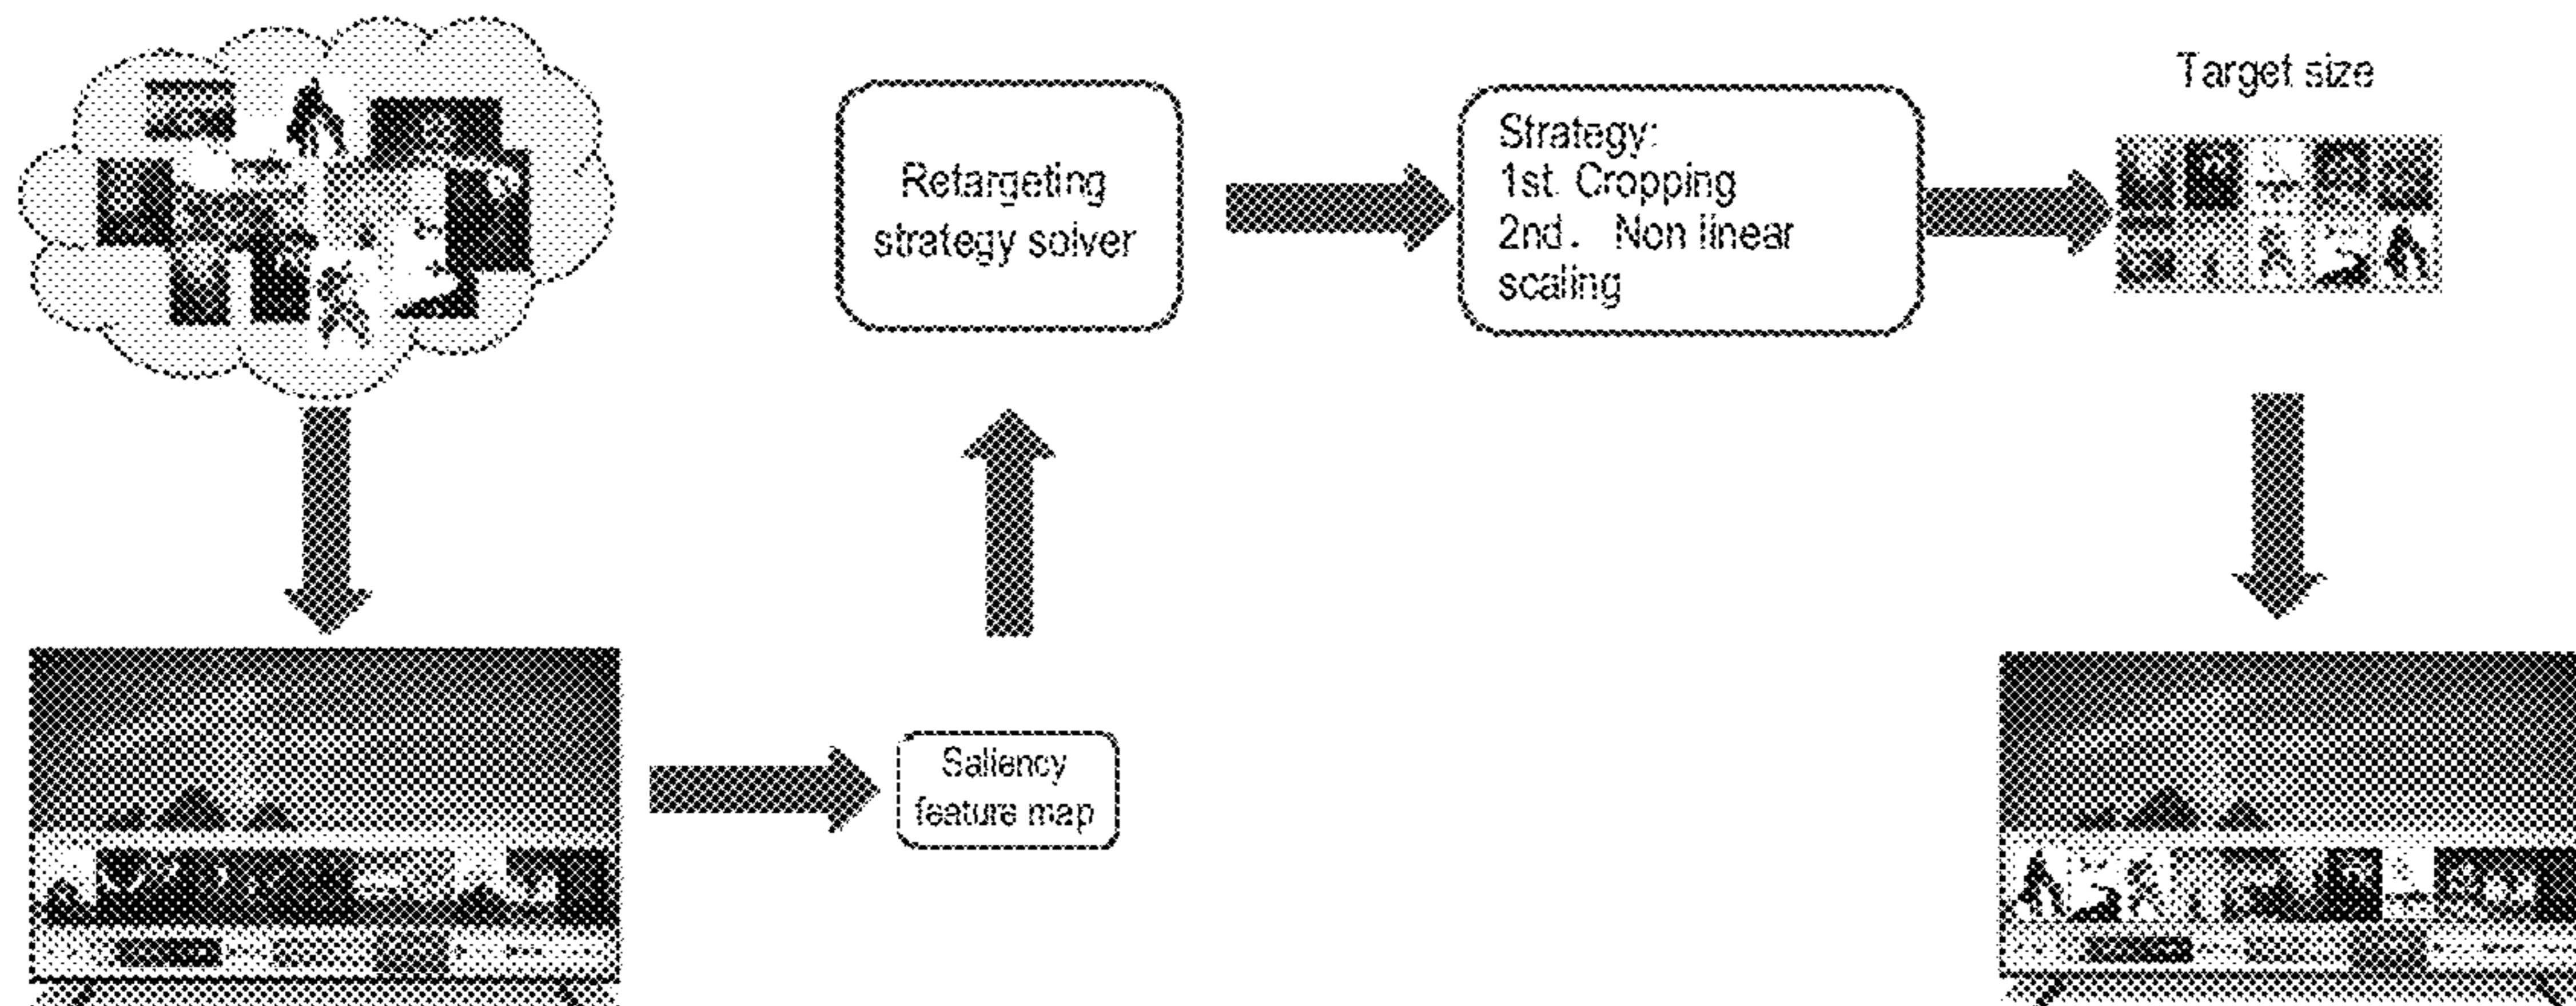 Target size
Retargeting
strategy solver
Strategy:
1st. Cropping
2nd. Non linear
scaling
Saliency
feature map